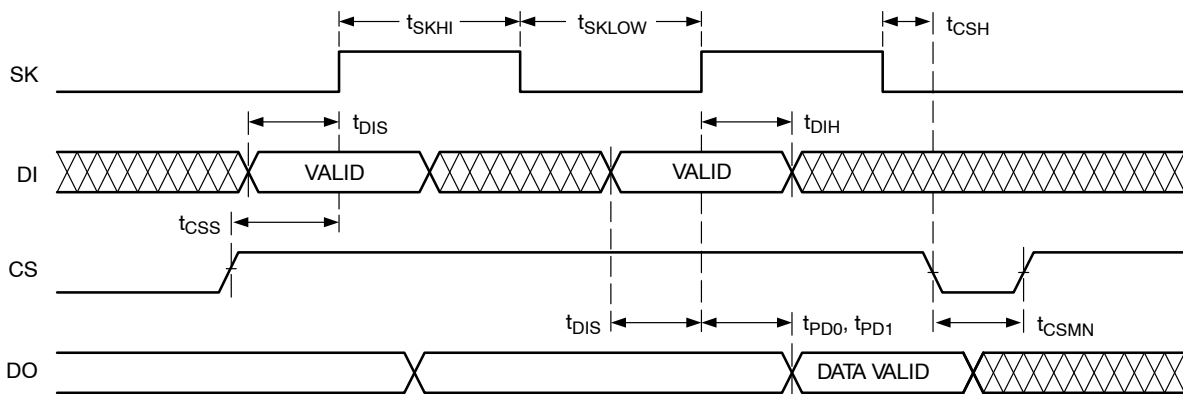 tSKHI
tSKLOW
tCSH
SK
tDIS
tDIH
DI
VALID
VALID
tCSS
CS
tDIS
tPD0, tPD1
tCSMN
DO
DATA VALID